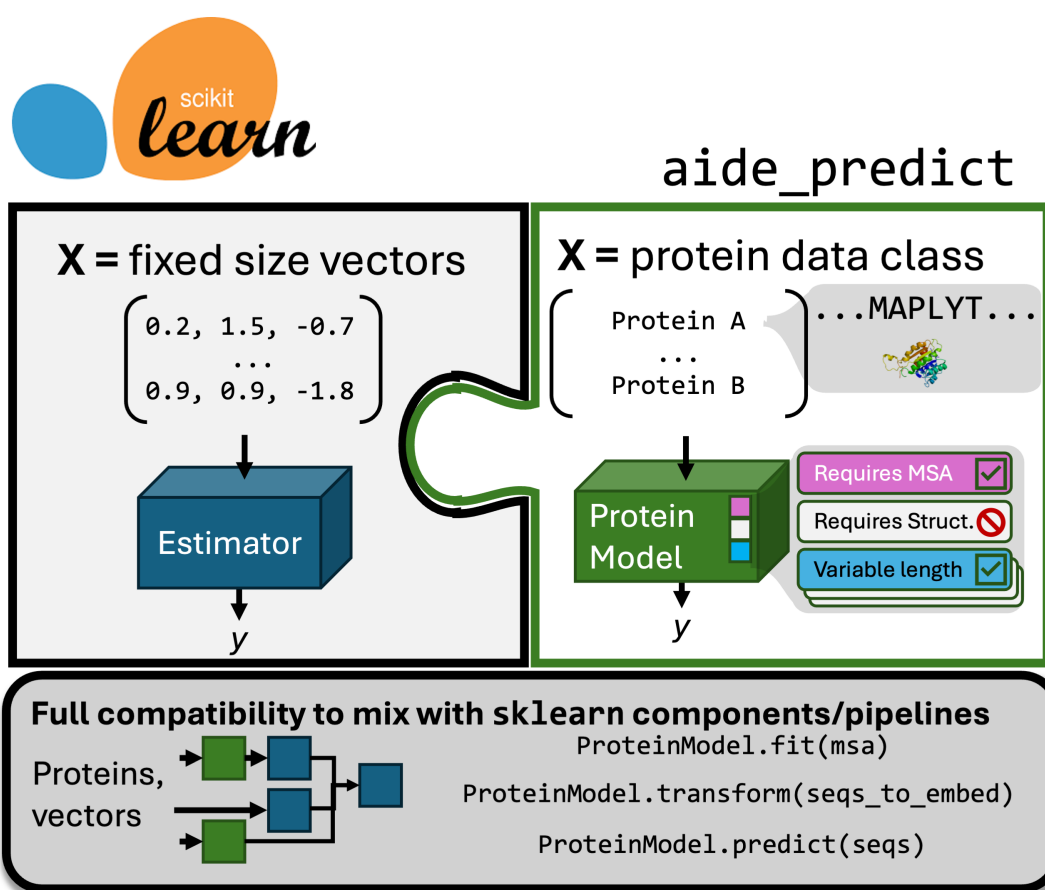 scikit
learn
aide_predict
X = fixed size vectors
0.2, 1.5, -0.7
...
0.9, 0.9, -1.8
Estimator
y
X = protein data class
Protein A
...
Protein B
...MAPLYT...
Protein
Model
Requires MSA
Requires Struct.
Variable length
y
Full compatibility to mix with sklearn components/pipelines
Proteins,
vectors
ProteinModel.fit(msa)
ProteinModel.transform(seqs_to_embed)
ProteinModel.predict(seqs)